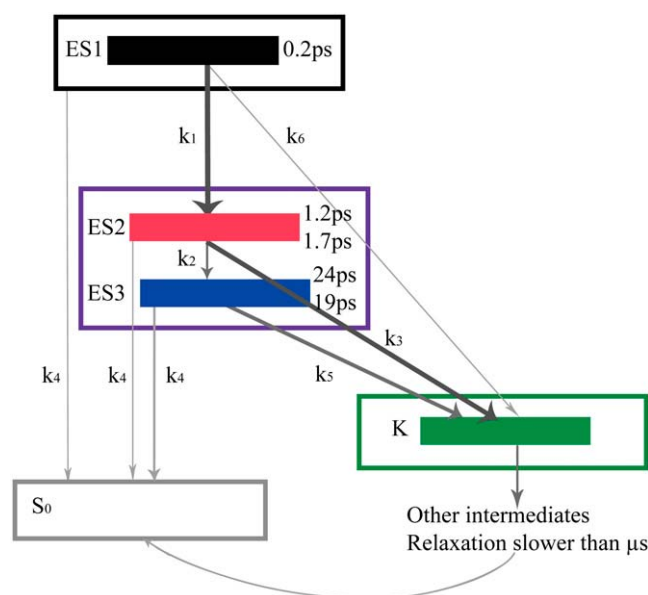 ES1 0.2ps
k1 k6
ES2 1.2ps
1.7ps
k2
ES3 24ps
19ps
k3
k4 k4 k4 k5
K
S0
Other intermediates
Relaxation slower than µs